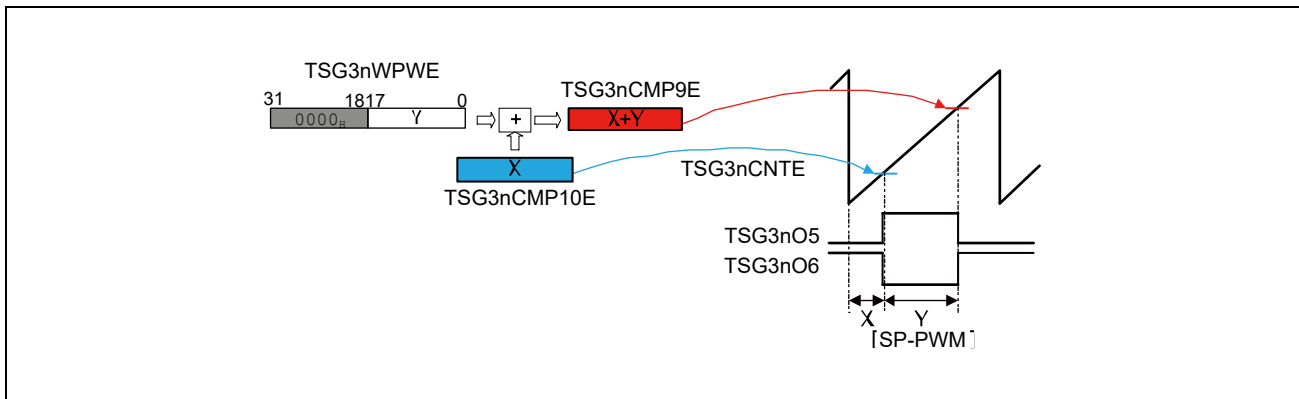 TSG3nWPWE
31 1817 0
0000H Y
+
TSG3nCMP9E
X+Y
X
TSG3nCMP10E
TSG3nCNTE
TSG3nO5
TSG3nO6
X Y
[SP-PWM]